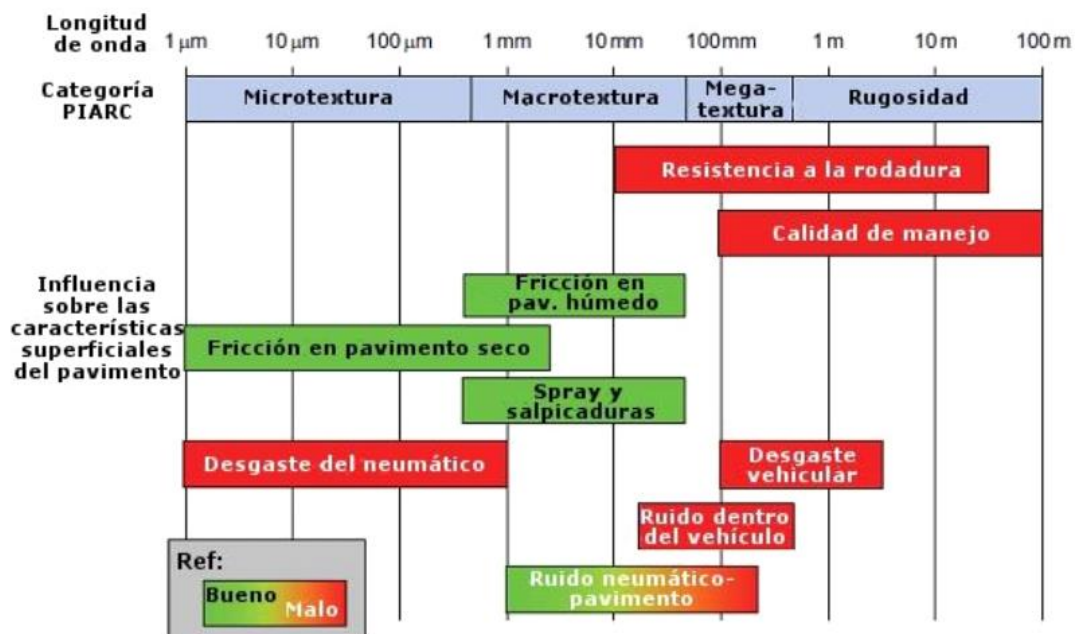 Longitud
de onda
1 μm 10 μm 100 μm 1 mm 10 mm 100mm 1 m 10 m 100 m
Categoría
PIARC
Microtextura
Macrotextura
Mega-
textura
Rugosidad
Resistencia a la rodadura
Calidad de manejo
Influencia
sobre las
características
superficiales
del pavimento
Fricción en
pav. húmedo
Fricción en pavimento seco
Spray y
salpicaduras
Desgaste del neumático
Desgaste
vehicular
Ruido dentro
del vehículo
Ruido neumático-
pavimento
Ref:
Bueno
Malo